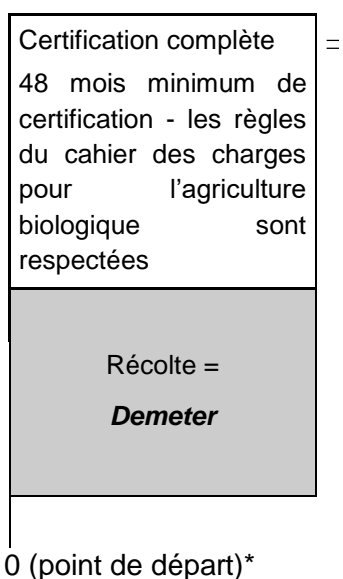 Certification complète
48 mois minimum de
certification - les règles
du cahier des charges
pour l’agriculture
biologique sont
respectées
Récolte =
Demeter
0 (point de départ)*